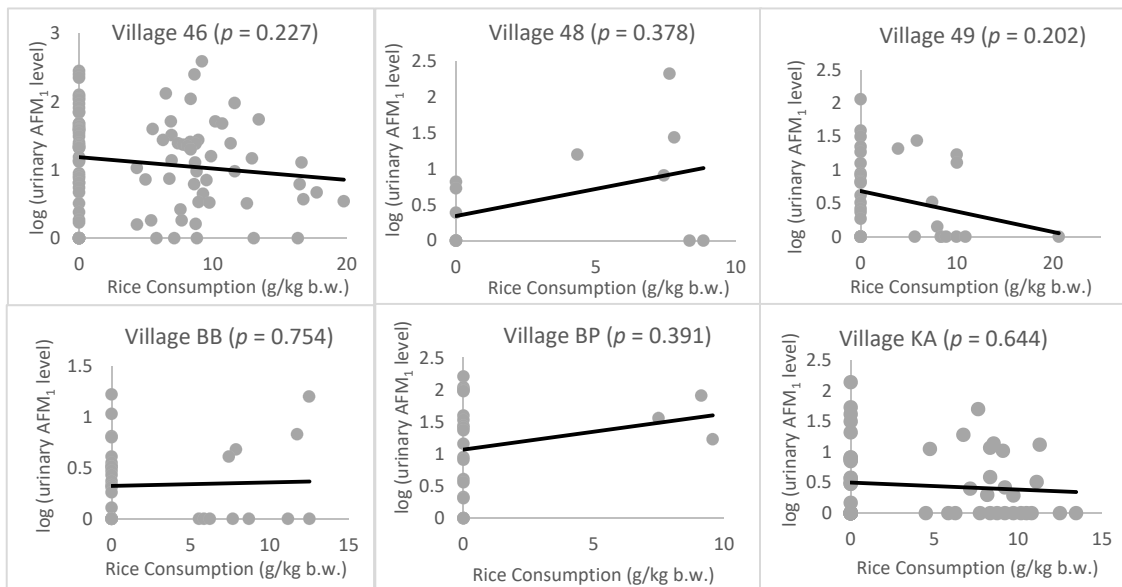 Village 46 (p = 0.227)
log (urinary AFM₁ level)
3
2
1
0
0
10
20
Rice Consumption (g/kg b.w.)
Village 48 (p = 0.378)
log (urinary AFM₁ level)
2.5
2
1.5
1
0.5
0
0
5
10
Rice Consumption (g/kg b.w.)
Village 49 (p = 0.202)
log (urinary AFM₁ level)
2.5
2
1.5
1
0.5
0
0
10
20
Rice Consumption (g/kg b.w.)
Village BB (p = 0.754)
log (urinary AFM₁ level)
1.5
1
0.5
0
0
5
10
15
Rice Consumption (g/kg b.w.)
Village BP (p = 0.391)
log (urinary AFM₁ level)
2.5
2
1.5
1
0.5
0
0
5
10
Rice Consumption (g/kg b.w.)
Village KA (p = 0.644)
log (urinary AFM₁ level)
2.5
2
1.5
1
0.5
0
0
5
10
15
Rice Consumption (g/kg b.w.)